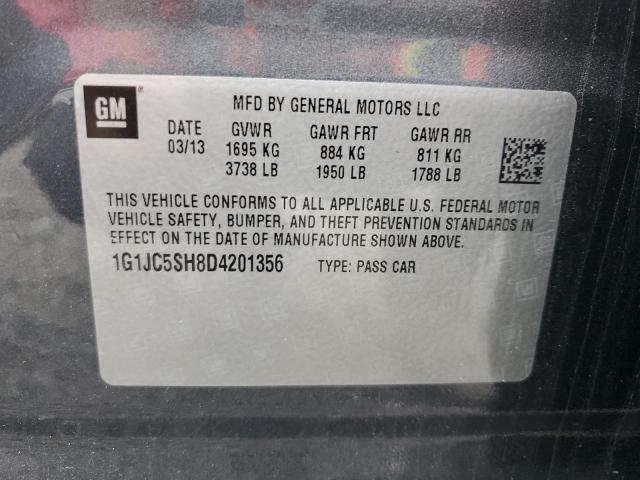 GM
MFD BY GENERAL MOTORS LLC
DATE GVWR GAWR FRT GAWR RR
03/13 1695 KG 884 KG 811 KG
3738 LB 1950 LB 1788 LB
THIS VEHICLE CONFORMS TO ALL APPLICABLE U.S. FEDERAL MOTOR
VEHICLE SAFETY, BUMPER, AND THEFT PREVENTION STANDARDS IN
EFFECT ON THE DATE OF MANUFACTURE SHOWN ABOVE.
1G1JC5SH8D4201356 TYPE: PASS CAR